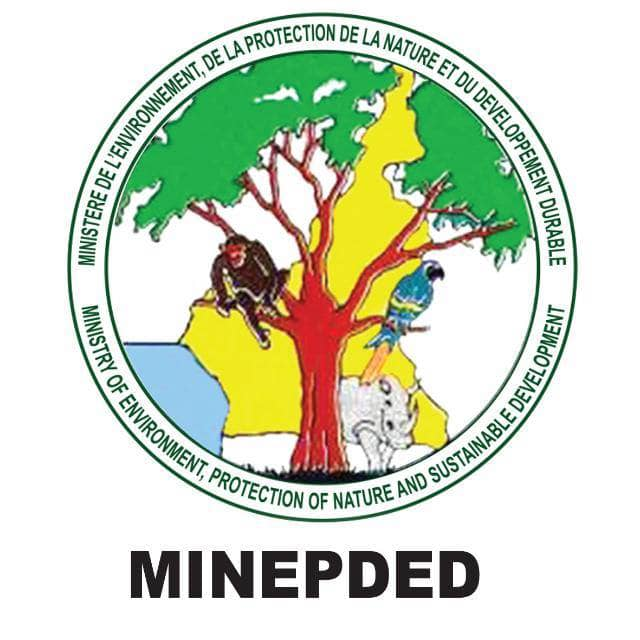 MINISTERE DE L'ENVIRONNEMENT, DE LA PROTECTION DE LA NATURE ET DU DEVELOPPEMENT DURABLE
MINISTRY OF ENVIRONMENT, PROTECTION OF NATURE AND SUSTAINABLE DEVELOPMENT
MINEPDED